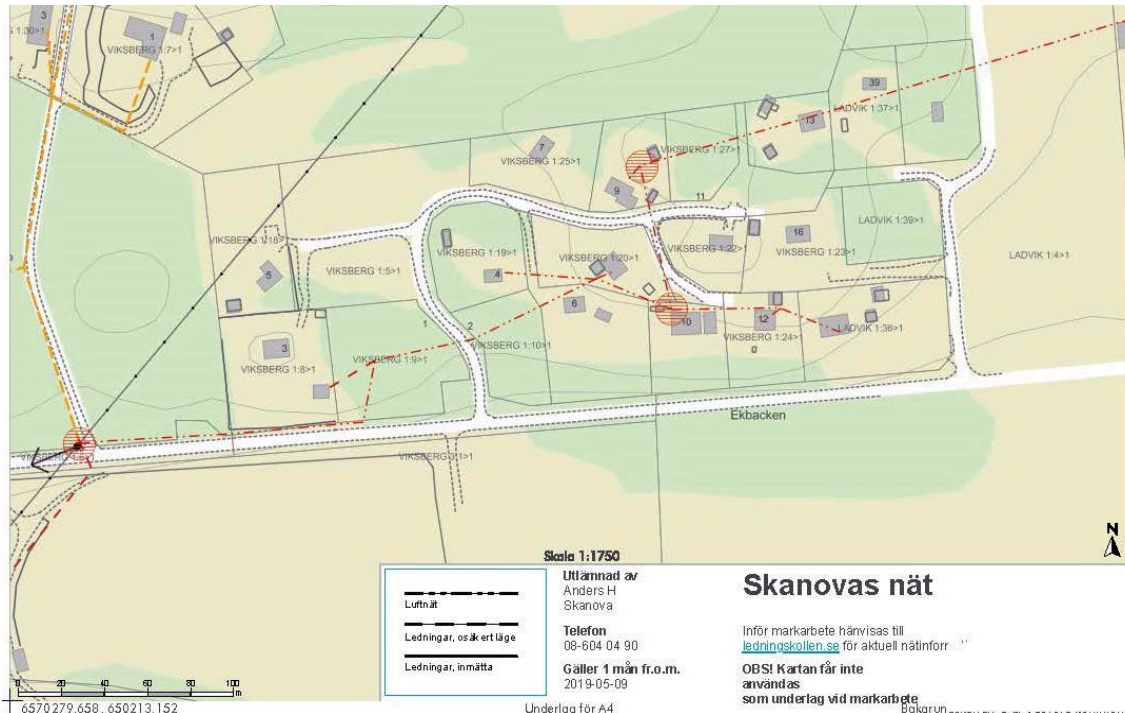 3
1
VIKSBERG 1:7>1
39
13
LADVIK 1:37>1
7
VIKSBERG 1:25>1
VIKSBERG 1:27>1
9
11
VIKSBERG 1:18>1
VIKSBERG 1:19>1
VIKSBERG 1:20>1
VIKSBERG 1:22>1
16
VIKSBERG 1:23>1
LADVIK 1:39>1
LADVIK 1:4>1
5
VIKSBERG 1:5>1
4
6
1
2
10
12
VIKSBERG 1:24>1
LADVIK 1:36>1
3
VIKSBERG 1:8>1
VIKSBERG 1:9>1
VIKSBERG 1:10>1
Ekbacken
VIKSBERG 3:1>1
N
Skala 1:1750
Luftnät
Ledningar, osäkert läge
Ledningar, inmätta
Utlämnad av
Anders H
Skanova
Telefon
08-604 04 90
Gäller 1 mån fr.o.m.
2019-05-09
Skanovas nät
Inför markarbete hänvisas till
ledningskollen.se för aktuell
OBS! Kartan får inte
användas
som underlag vid markarbete
0 20 40 60 80 100
m
6570279.658, 650213.152
Underlag för A4